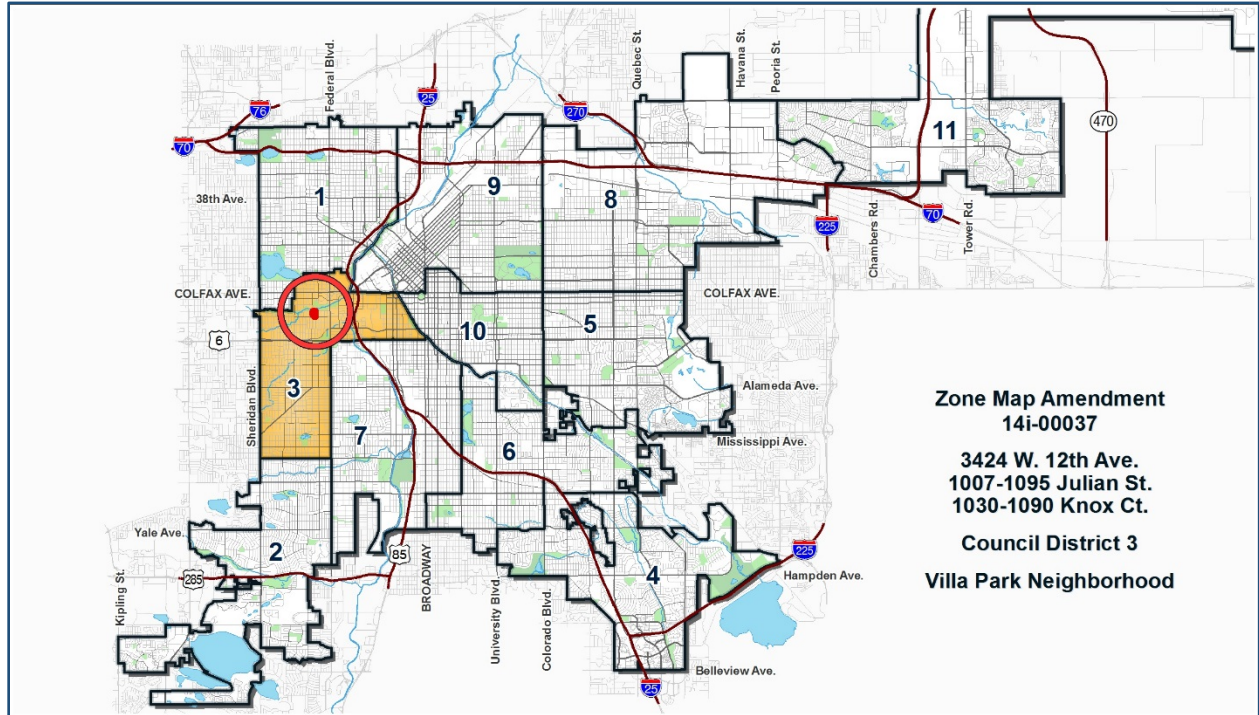 Federal Blvd.
Quebec St.
Havana St.
Peoria St.
76
25
270
70
470
11
1
9
8
38th Ave.
225
Chambers Rd.
70
Tower Rd.
COLFAX AVE.
COLFAX AVE.
6
10
5
3
Sheridan Blvd.
Alameda Ave.
7
6
Mississippi Ave.
Yale Ave.
2
85
BROADWAY
225
285
Kipling St.
University Blvd.
Colorado Blvd.
4
Hampden Ave.
Belleview Ave.
25
Zone Map Amendment
14i-00037
3424 W. 12th Ave.
1007-1095 Julian St.
1030-1090 Knox Ct.
Council District 3
Villa Park Neighborhood